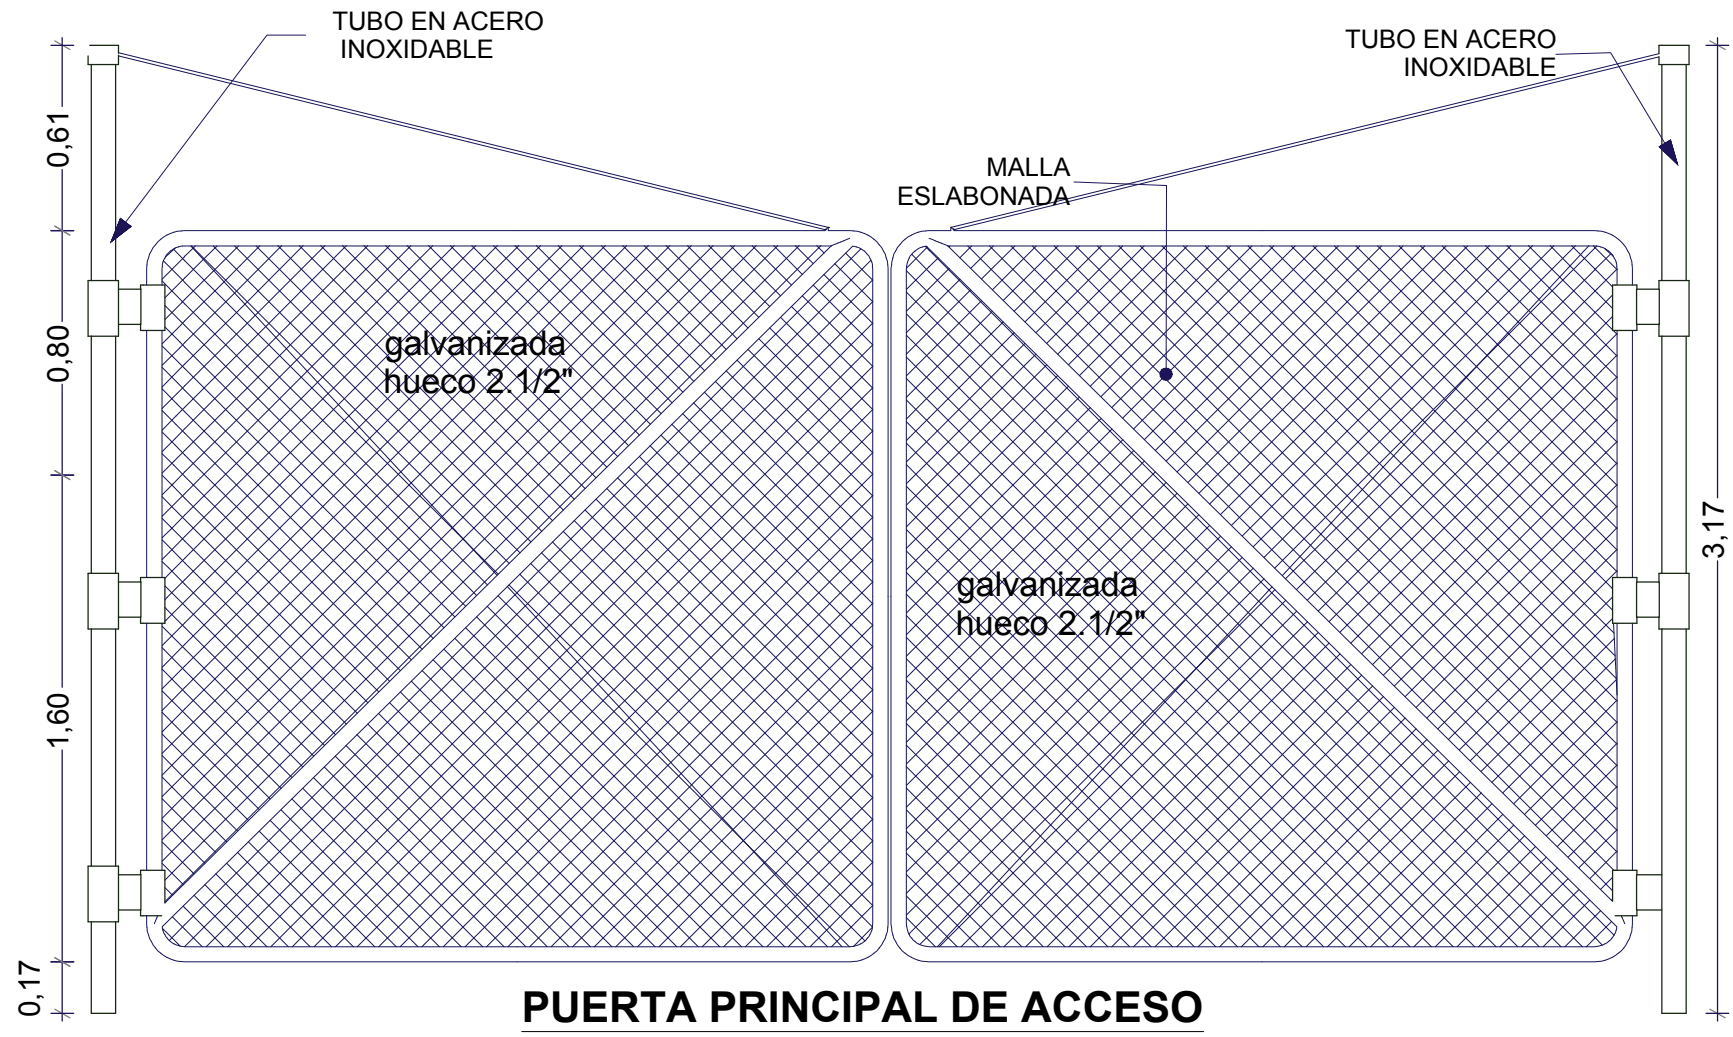 TUBO EN ACERO
INOXIDABLE
TUBO EN ACERO
INOXIDABLE
0,61
MALLA
ESLABONADA
galvanizada
hueco 2.1/2"
0,80
3,17
galvanizada
hueco 2.1/2"
1,60
0,17
PUERTA PRINCIPAL DE ACCESO